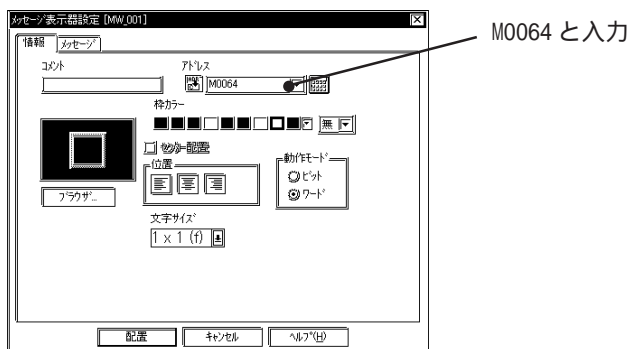 ﾒｯｾｰｼﾞ表示器設定 [MW_001]
情報 ﾒｯｾｰｼﾞ
M0064 と入力
ｺﾒﾝﾄ
ｱﾄﾞﾚｽ
M0064
枠ｶﾗｰ
無
ｾﾝﾀｰ配置
位置
動作ﾓｰﾄﾞ
ﾋﾞｯﾄ
ﾜｰﾄﾞ
ﾌﾞﾗｳｻﾞ...
文字ｻｲｽﾞ
1 x 1 (f)
配置 ｷｬﾝｾﾙ ﾍﾙﾌﾟ(H)